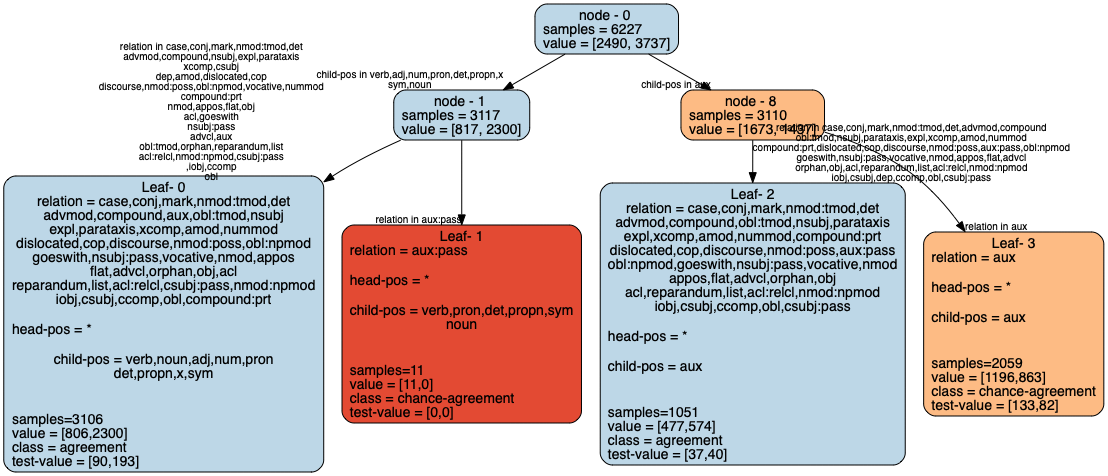 node - 0
samples = 6227
value = [2490, 3737]
relation in case,conj,mark,nmod:tmod,det
advmod,compound,nsubj,expl,parataxis
xcomp,csubj
dep,amod,dislocated,cop
discourse,nmod:poss,obl:npmod,vocative,nummod
compound:prt
nmod,appos,flat,obj
acl,goeswith
nsubj:pass
advcl,aux
obl:tmod,orphan,reparandum,list
acl:relcl,nmod:npmod,csubj:pass
,iobj,ccomp
obl
child-pos in verb,adj,num,pron,det,propn,x
sym,noun
child-pos in aux
node - 1
samples = 3117
value = [817, 2300]
node - 8
samples = 3110
value = [1673, 1437]
relation in case,conj,mark,nmod:tmod,det,advmod,compound
obl:tmod,nsubj,parataxis,expl,xcomp,amod,nummod
compound:prt,dislocated,cop,discourse,nmod:poss,aux:pass,obl:npmod
goeswith,nsubj:pass,vocative,nmod,appos,flat,advcl
orphan,obj,acl,reparandum,list,acl:relcl,nmod:npmod
iobj,csubj,dep,ccomp,obl,csubj:pass
Leaf- 0
relation = case,conj,mark,nmod:tmod,det
advmod,compound,aux,obl:tmod,nsubj
expl,parataxis,xcomp,amod,nummod
dislocated,cop,discourse,nmod:poss,obl:npmod
goeswith,nsubj:pass,vocative,nmod,appos
flat,advcl,orphan,obj,acl
reparandum,list,acl:relcl,csubj:pass,nmod:npmod
iobj,csubj,ccomp,obl,compound:prt
head-pos = *
child-pos = verb,noun,adj,num,pron
det,propn,x,sym
samples=3106
value = [806,2300]
class = agreement
test-value = [90,193]
relation in aux:pass
Leaf- 1
relation = aux:pass
head-pos = *
child-pos = verb,pron,det,propn,sym
noun
samples=11
value = [11,0]
class = chance-agreement
test-value = [0,0]
Leaf- 2
relation = case,conj,mark,nmod:tmod,det
advmod,compound,obl:tmod,nsubj,parataxis
expl,xcomp,amod,nummod,compound:prt
dislocated,cop,discourse,nmod:poss,aux:pass
obl:npmod,goeswith,nsubj:pass,vocative,nmod
appos,flat,advcl,orphan,obj
acl,reparandum,list,acl:relcl,nmod:npmod
iobj,csubj,ccomp,obl,csubj:pass
head-pos = *
child-pos = aux
samples=1051
value = [477,574]
class = agreement
test-value = [37,40]
relation in aux
Leaf- 3
relation = aux
head-pos = *
child-pos = aux
samples=2059
value = [1196,863]
class = chance-agreement
test-value = [133,82]